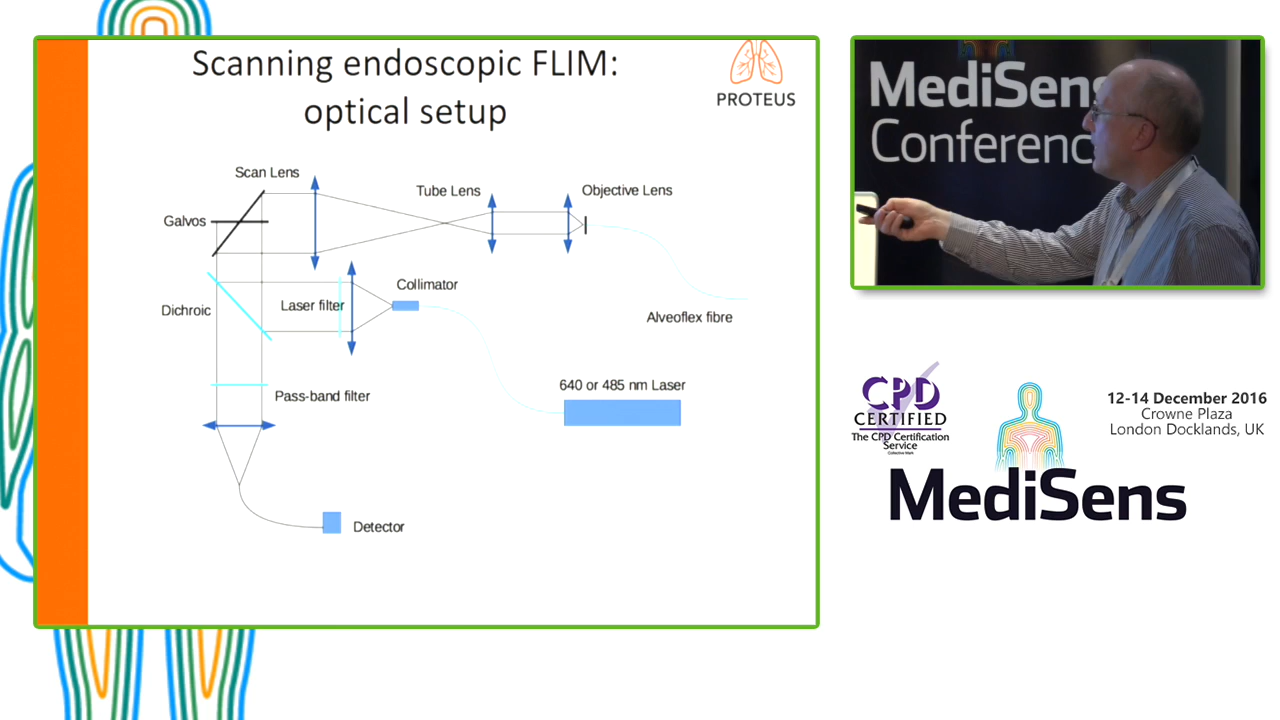 Scanning endoscopic FLIM:
optical setup
PROTEUS
Scan Lens
Tube Lens
Objective Lens
Galvos
Collimator
Laser filter
Dichroic
Alveoflex fibre
640 or 485 nm Laser
Pass-band filter
Detector
MediSens
Conferenc
CPD
CERTIFIED
The CPD Certification
Service
Collective Mark
12-14 December 2016
Crowne Plaza
London Docklands, UK
MediSens